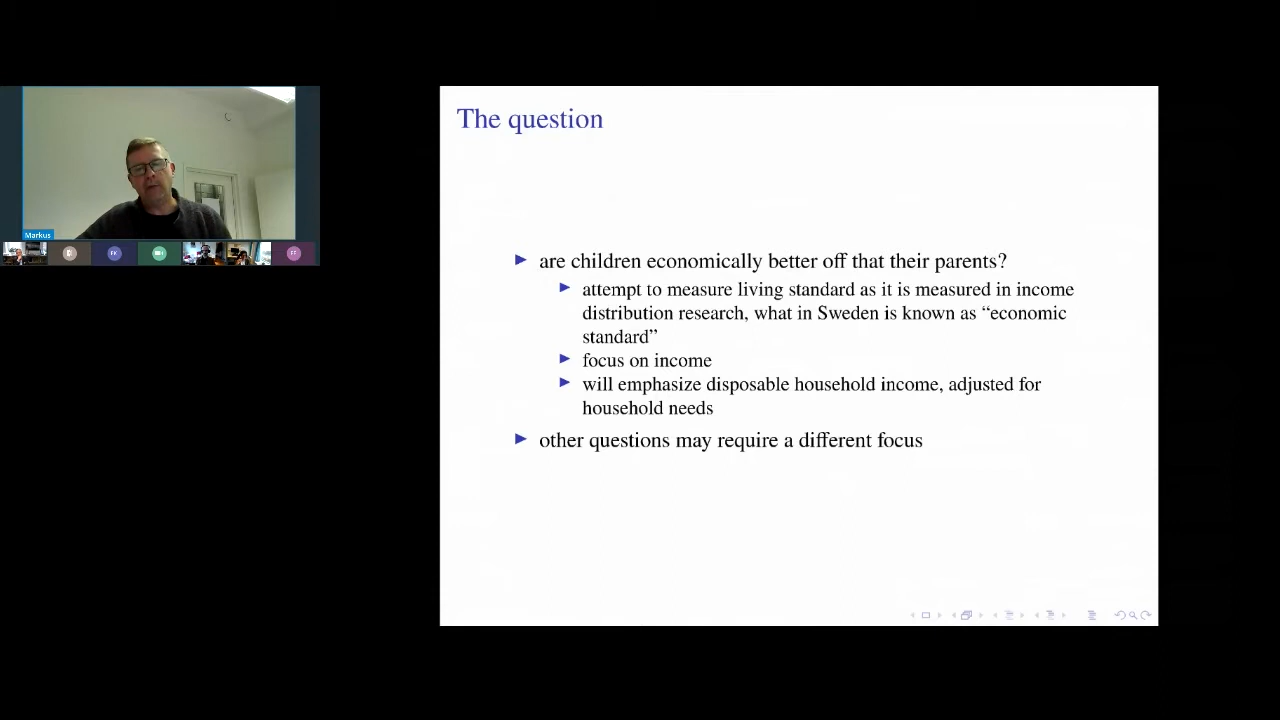 The question
are children economically better off that their parents?
attempt to measure living standard as it is measured in income
distribution research, what in Sweden is known as “economic
standard”
focus on income
will emphasize disposable household income, adjusted for
household needs
other questions may require a different focus
Markus
FK
FF